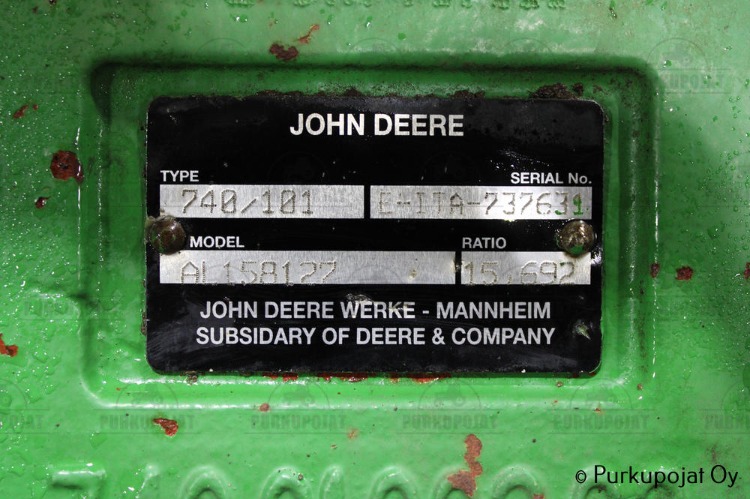 JOHN DEERE
TYPE SERIAL No.
740/101 E-ITA-737631
MODEL RATIO
AL158127 15,692
JOHN DEERE WERKE - MANNHEIM
SUBSIDARY OF DEERE & COMPANY
© Purkupojat Oy
PURKUPOJAT